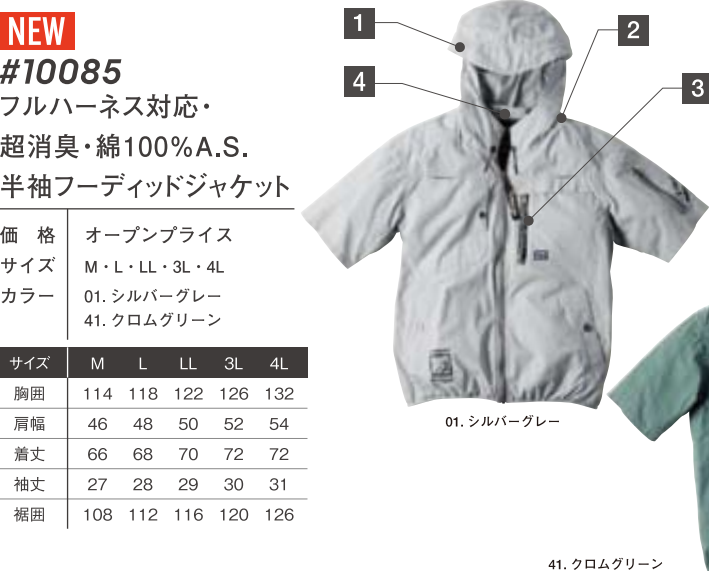 NEW
#10085
フルハーネス対応・
超消臭・綿100%A.S.
半袖フーディッドジャケット
価 格 オープンプライス
サイズ M・L・LL・3L・4L
カラー 01. シルバーグレー
41. クロムグリーン
サイズ M L LL 3L 4L
胸囲 114 118 122 126 132
肩幅 46 48 50 52 54
着丈 66 68 70 72 72
袖丈 27 28 29 30 31
裾囲 108 112 116 120 126
1
2
4
3
01. シルバーグレー
41. クロムグリーン